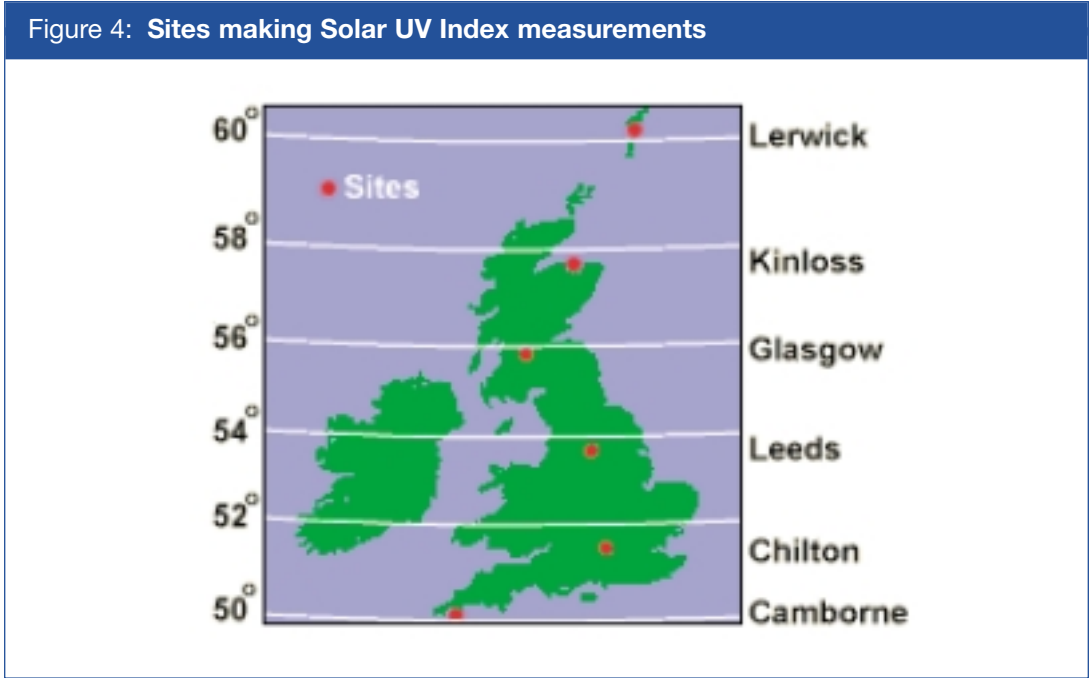 Figure 4: Sites making Solar UV Index measurements
60°
Lerwick
Sites
58°
Kinloss
56°
Glasgow
54°
Leeds
52°
Chilton
50°
Camborne